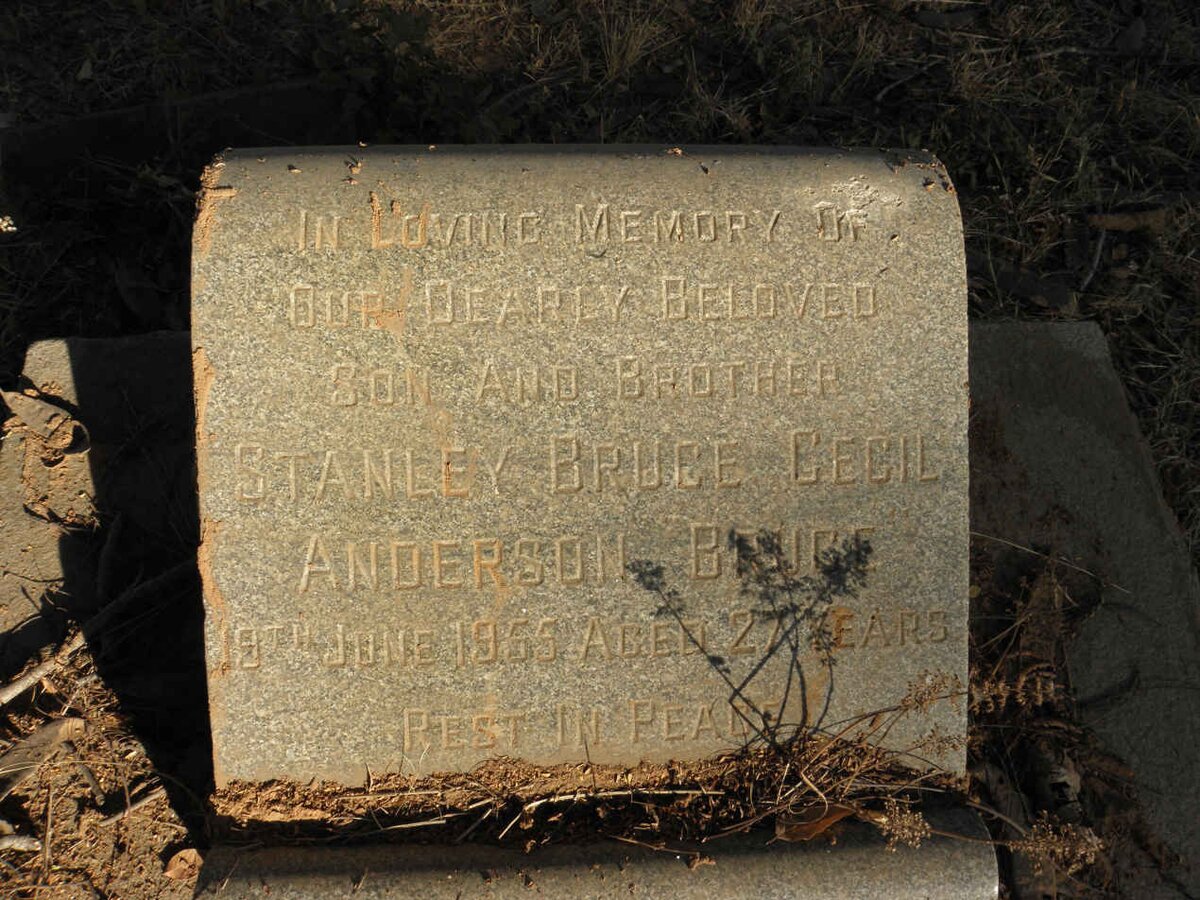 In Loving Memory Of
Our Dearly Beloved
Son And Brother
Stanley Bruce Cecil
Anderson Bruce
19th June 1955 Aged 27 Years
Rest In Peace